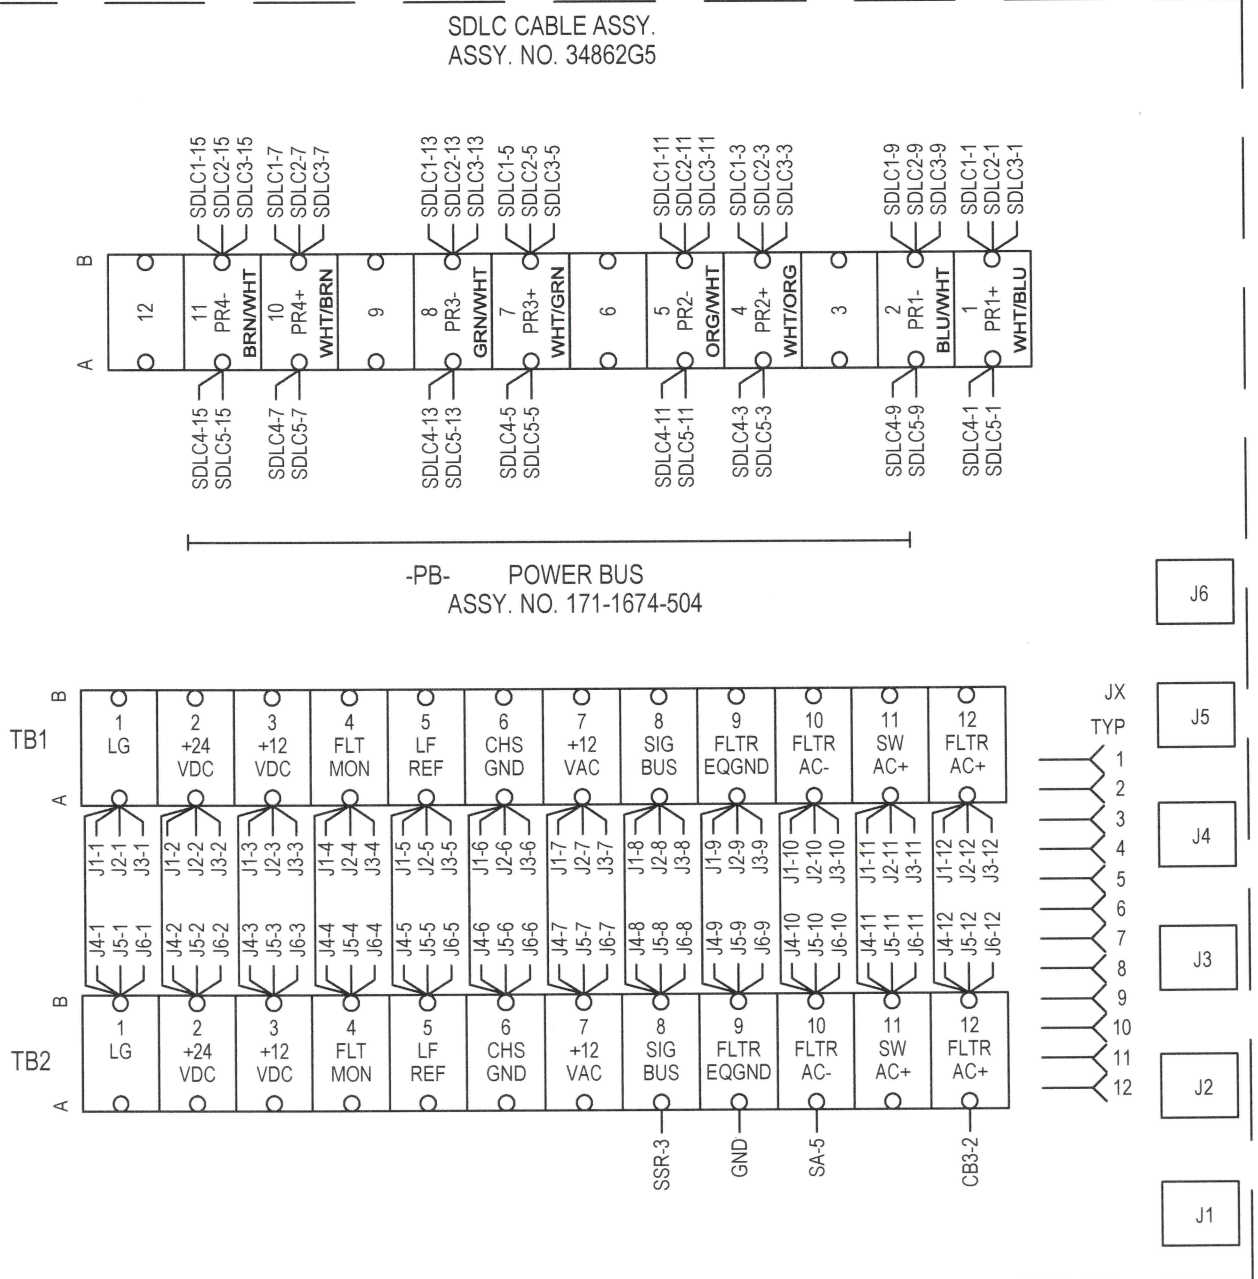 SDLC CABLE ASSY.
ASSY. NO. 34862G5
SDLC1-15
SDLC2-15
SDLC3-15
SDLC1-7
SDLC2-7
SDLC3-7
SDLC1-13
SDLC2-13
SDLC3-13
SDLC1-5
SDLC2-5
SDLC3-5
SDLC1-11
SDLC2-11
SDLC3-11
SDLC1-3
SDLC2-3
SDLC3-3
SDLC1-9
SDLC2-9
SDLC3-9
SDLC1-1
SDLC2-1
SDLC3-1
B
A
12
11
PR4-
BRN/WHT
10
PR4+
WHT/BRN
9
8
PR3-
GRN/WHT
7
PR3+
WHT/GRN
6
5
PR2-
ORG/WHT
4
PR2+
WHT/ORG
3
2
PR1-
BLU/WHT
1
PR1+
WHT/BLU
SDLC4-15
SDLC5-15
SDLC4-7
SDLC5-7
SDLC4-13
SDLC5-13
SDLC4-5
SDLC5-5
SDLC4-11
SDLC5-11
SDLC4-3
SDLC5-3
SDLC4-9
SDLC5-9
SDLC4-1
SDLC5-1
-PB- POWER BUS
ASSY. NO. 171-1674-504
TB1
B
A
1
LG
2
+24
VDC
3
+12
VDC
4
FLT
MON
5
LF
REF
6
CHS
GND
7
+12
VAC
8
SIG
BUS
9
FLTR
EQGND
10
FLTR
AC-
11
SW
AC+
12
FLTR
AC+
J1-1
J2-1
J3-1
J1-2
J2-2
J3-2
J1-3
J2-3
J3-3
J1-4
J2-4
J3-4
J1-5
J2-5
J3-5
J1-6
J2-6
J3-6
J1-7
J2-7
J3-7
J1-8
J2-8
J3-8
J1-9
J2-9
J3-9
J1-10
J2-10
J3-10
J1-11
J2-11
J3-11
J1-12
J2-12
J3-12
J4-1
J5-1
J6-1
J4-2
J5-2
J6-2
J4-3
J5-3
J6-3
J4-4
J5-4
J6-4
J4-5
J5-3
J6-5
J4-6
J5-6
J6-6
J4-7
J5-7
J6-7
J4-8
J5-8
J6-8
J4-9
J5-9
J6-9
J4-10
J5-10
J6-10
J4-11
J5-11
J6-11
J4-12
J5-12
J6-12
TB2
B
A
1
LG
2
+24
VDC
3
+12
VDC
4
FLT
MON
5
LF
REF
6
CHS
GND
7
+12
VAC
8
SIG
BUS
9
FLTR
EQGND
10
FLTR
AC-
11
SW
AC+
12
FLTR
AC+
SSR-3
GND
SA-5
CB3-2
JX
TYP
1
2
3
4
5
6
7
8
9
10
11
12
J6
J5
J4
J3
J2
J1